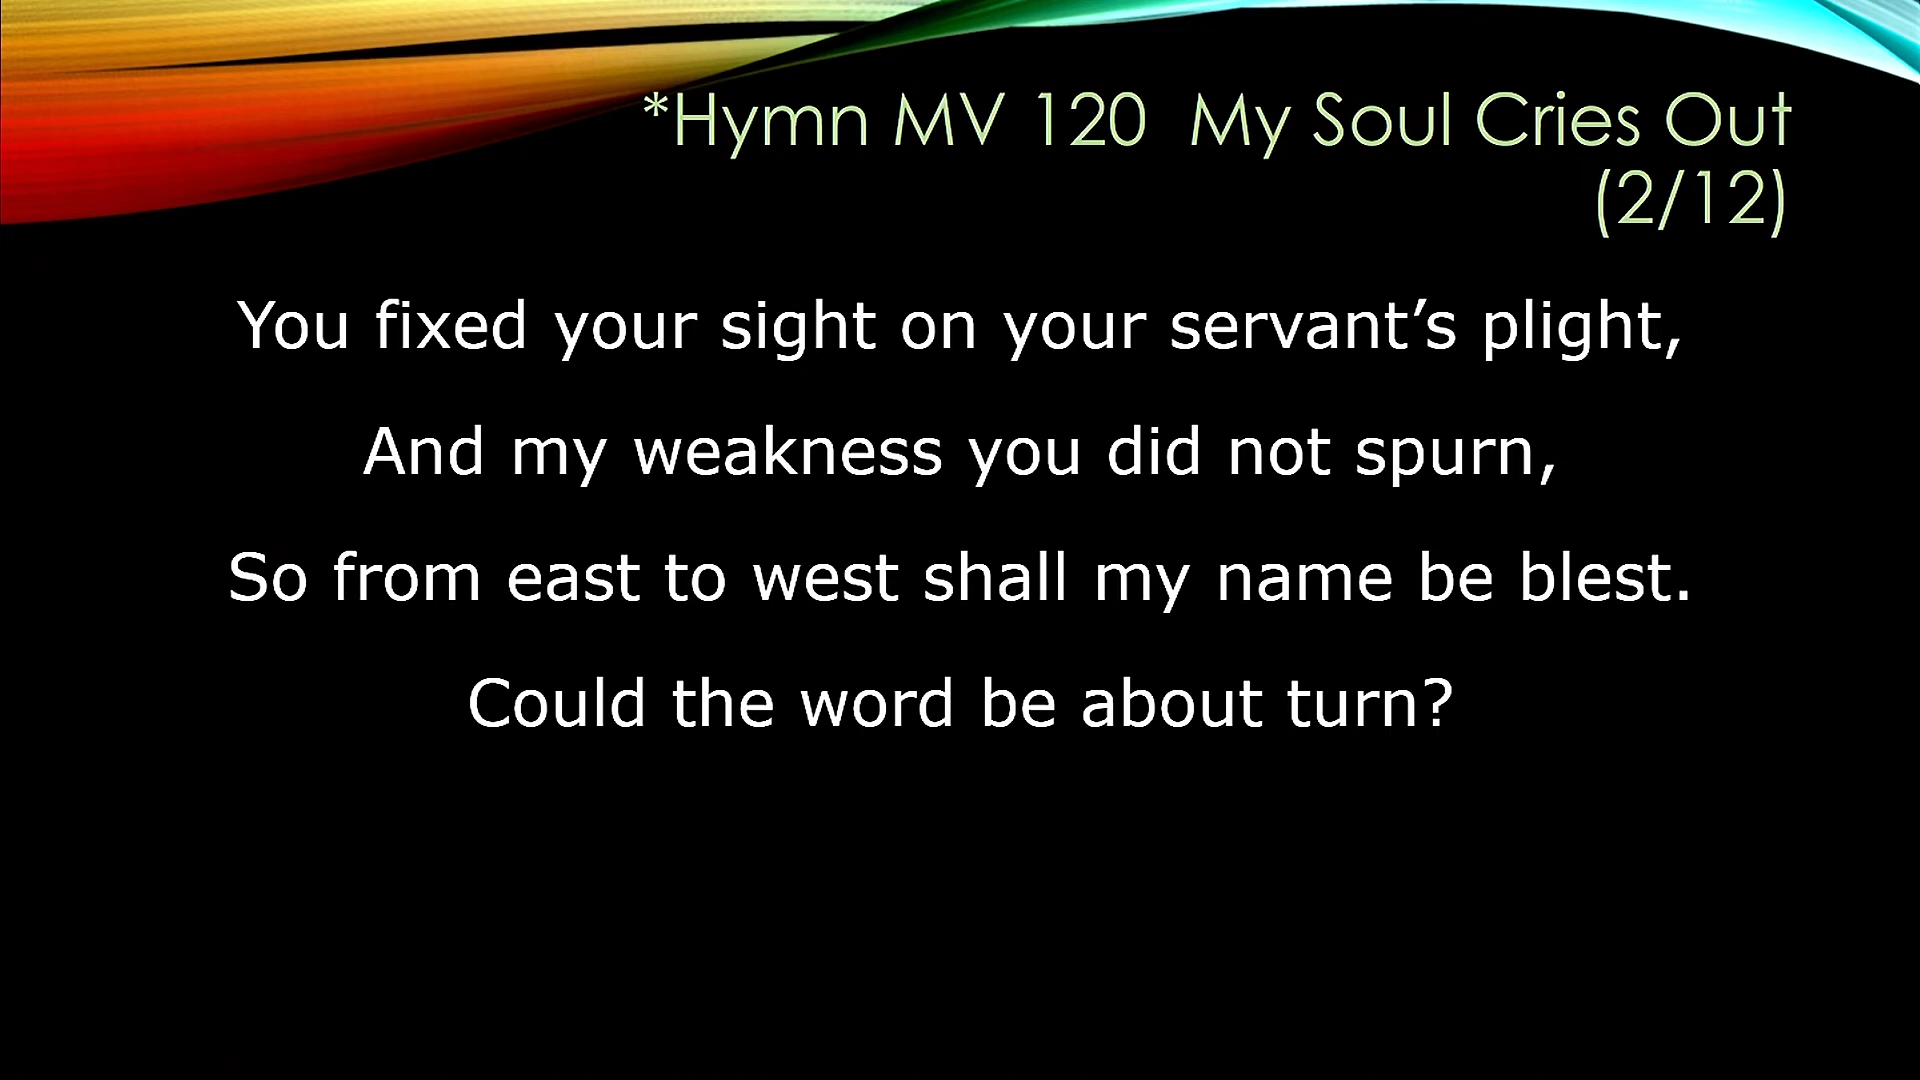 *Hymn MV 120  My Soul Cries Out
(2/12)
You fixed your sight on your servant’s plight,
And my weakness you did not spurn,
So from east to west shall my name be blest.
Could the word be about turn?